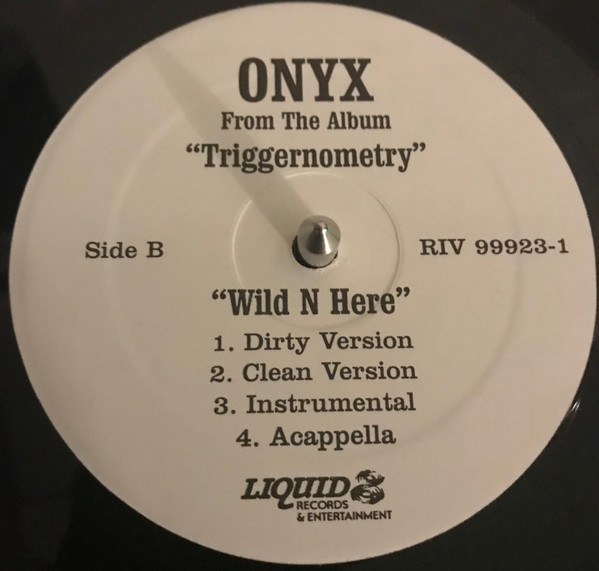 ONYX
From The Album
“Triggernometry”
Side B
RIV 99923-1
“Wild N Here”
1. Dirty Version
2. Clean Version
3. Instrumental
4. Acappella
LIQUID 8
RECORDS
& ENTERTAINMENT